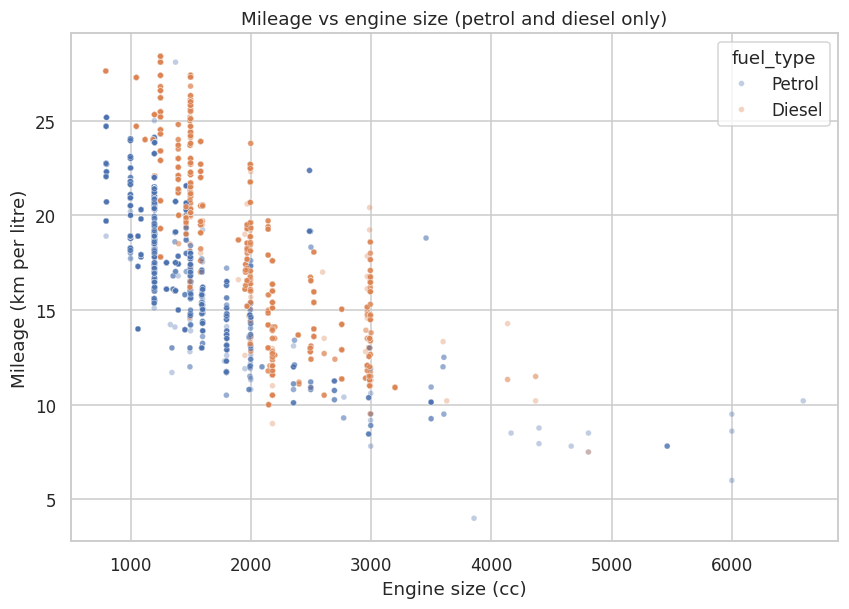 Mileage vs engine size (petrol and diesel only)
fuel_type
Petrol
Diesel
Mileage (km per litre)
25
20
15
10
5
1000 2000 3000 4000 5000 6000
Engine size (cc)